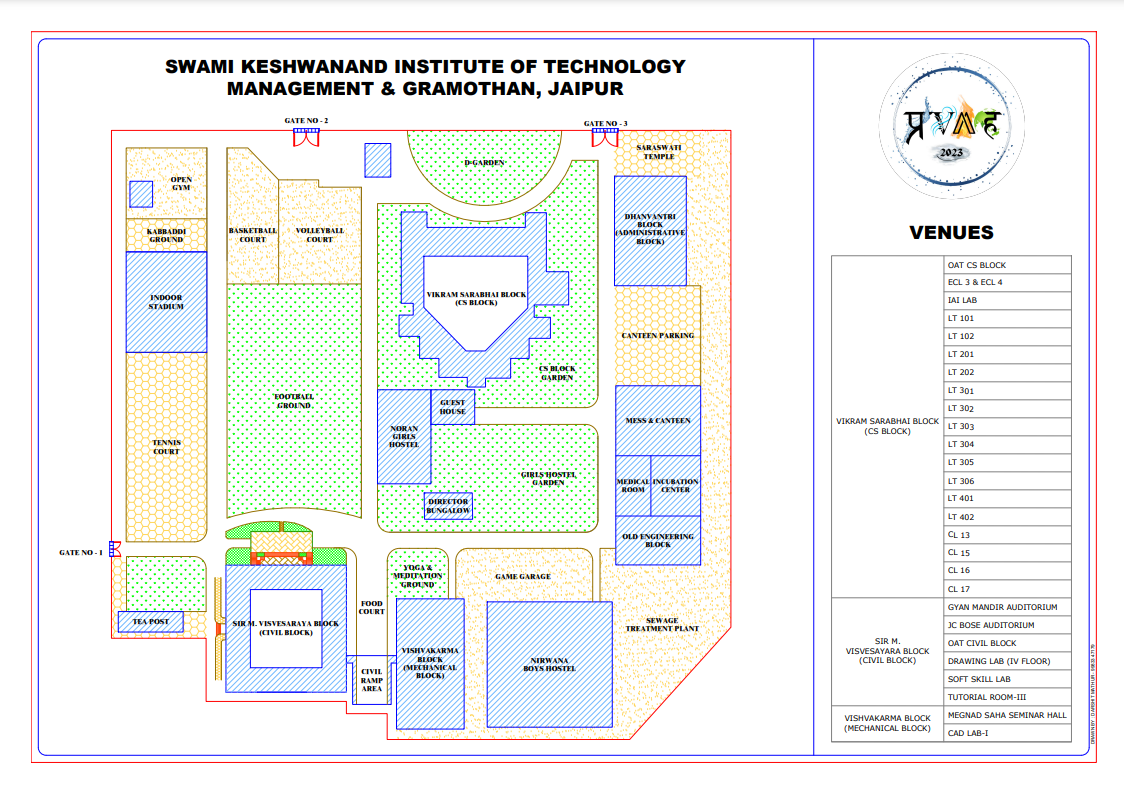 SWAMI KESHWANAND INSTITUTE OF TECHNOLOGY
MANAGEMENT & GRAMOTHAN, JAIPUR
GATE NO - 2
GATE NO - 3
D-GARDEN
SARASWATI
TEMPLE
OPEN
GYM
KABBADDI
GROUND
BASKETBALL
COURT
VOLLEYBALL
COURT
DHANVANTRI
BLOCK
(ADMINISTRATIVE
BLOCK)
INDOOR
STADIUM
VIKRAM SARABHAI BLOCK
(CS BLOCK)
CANTEEN PARKING
CS BLOCK
GARDEN
FOOTBALL
GROUND
GUEST
HOUSE
NORAN
GIRLS
HOSTEL
MESS & CANTEEN
TENNIS
COURT
GIRLS HOSTEL
GARDEN
MEDICAL
ROOM
INCUBATION
CENTER
DIRECTOR
BUNGALOW
OLD ENGINEERING
BLOCK
GATE NO - 1
YOGA &
MEDITATION
GROUND
GAME GARAGE
FOOD
COURT
TEA POST
SIR M. VISVESARAYA BLOCK
(CIVIL BLOCK)
SEWAGE
TREATMENT PLANT
VISHVAKARMA
BLOCK
(MECHANICAL
BLOCK)
NIRWANA
BOYS HOSTEL
CIVIL
RAMP
AREA
प्रवाह
2023
VENUES
VIKRAM SARABHAI BLOCK
(CS BLOCK)
OAT CS BLOCK
ECL 3 & ECL 4
IAI LAB
LT 101
LT 102
LT 201
LT 202
LT 301
LT 302
LT 303
LT 304
LT 305
LT 306
LT 401
LT 402
CL 13
CL 15
CL 16
CL 17
SIR M.
VISVESAYARA BLOCK
(CIVIL BLOCK)
GYAN MANDIR AUDITORIUM
JC BOSE AUDITORIUM
OAT CIVIL BLOCK
DRAWING LAB (IV FLOOR)
SOFT SKILL LAB
TUTORIAL ROOM-III
VISHVAKARMA BLOCK
(MECHANICAL BLOCK)
MEGNAD SAHA SEMINAR HALL
CAD LAB-I